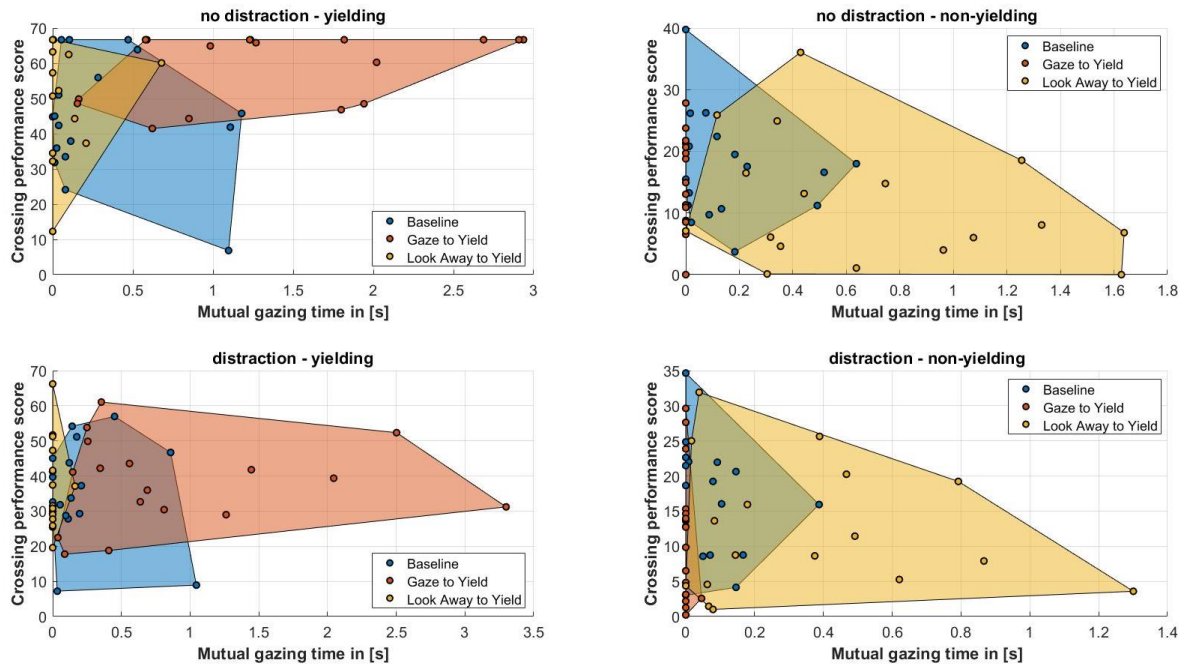 no distraction - yielding
Crossing performance score
70
60
50
40
30
20
10
0
0
0.5
1
1.5
2
2.5
3
Mutual gazing time in [s]
Baseline
Gaze to Yield
Look Away to Yield
no distraction - non-yielding
Crossing performance score
40
30
20
10
0
0
0.2
0.4
0.6
0.8
1
1.2
1.4
1.6
1.8
Mutual gazing time in [s]
Baseline
Gaze to Yield
Look Away to Yield
distraction - yielding
Crossing performance score
70
60
50
40
30
20
10
0
0
0.5
1
1.5
2
2.5
3
3.5
Mutual gazing time in [s]
Baseline
Gaze to Yield
Look Away to Yield
distraction - non-yielding
Crossing performance score
35
30
25
20
15
10
5
0
0
0.2
0.4
0.6
0.8
1
1.2
1.4
Mutual gazing time in [s]
Baseline
Gaze to Yield
Look Away to Yield